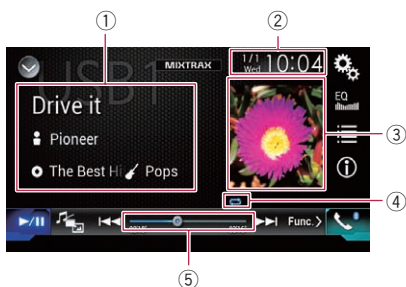 ①
②
USB1
MIXTRAX
1/1
Wed
10:04
EQ
Drive it
Pioneer
③
The Best Hi
Pops
④
Func.
⑤